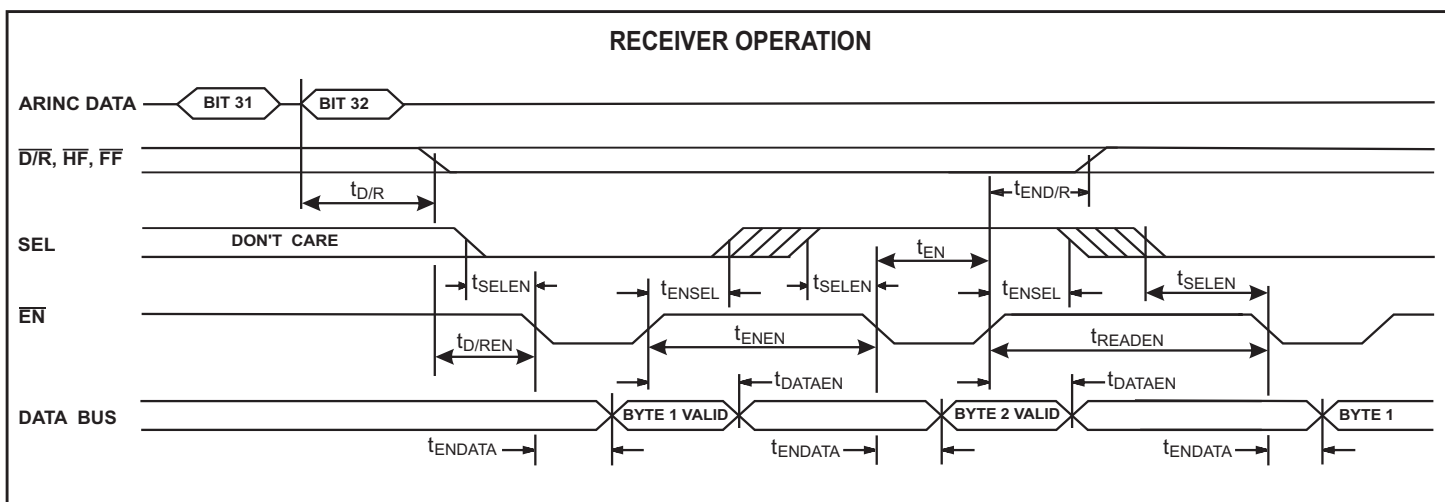 RECEIVER OPERATION
ARINC DATA
BIT 31
BIT 32
D/R, HF, FF
tD/R
tEND/R
SEL
DON'T CARE
tEN
tSELEN
tENSEL
tSELEN
tENSEL
tSELEN
EN
tD/REN
tENEN
tREADEN
tDATAEN
tDATAEN
DATA BUS
BYTE 1 VALID
BYTE 2 VALID
BYTE 1
tENDATA
tENDATA
tENDATA